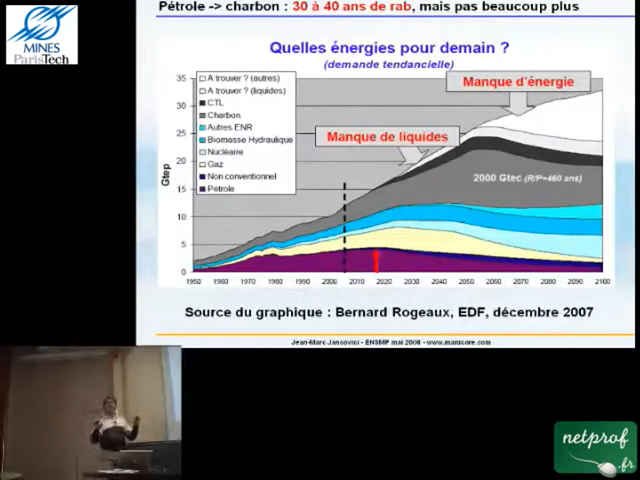 MINES
ParisTech
Pétrole -> charbon : 30 à 40 ans de rab, mais pas beaucoup plus
Quelles énergies pour demain ?
(demande tendancielle)
35
30
25
20
15
10
5
0
Gtep
A trouver ? (autres)
A trouver ? (liquides)
CTL
Charbon
Autres ENR
Biomasse Hydraulique
Nucléaire
Gaz
Non conventionnel
Pétrole
Manque de liquides
Manque d'énergie
2000 Gtec (R/P=460 ans)
1950 1960 1970 1980 1990 2000 2010 2020 2030 2040 2050 2060 2070 2080 2090 2100
Source du graphique : Bernard Rogeaux, EDF, décembre 2007
Jean-Marc Jancovici - ENSMP mai 2008 - www.manicore.com
netprof
.fr